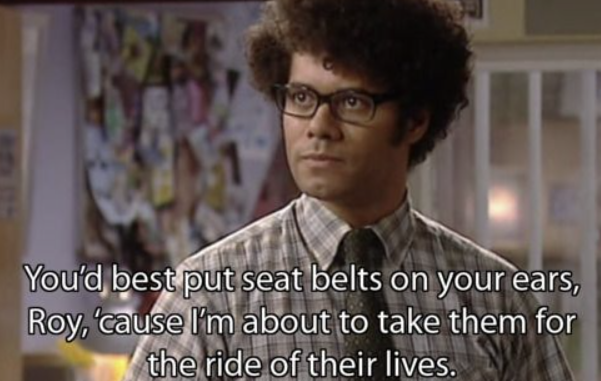 You'd best put seat belts on your ears,
Roy, 'cause I'm about to take them for
the ride of their lives.